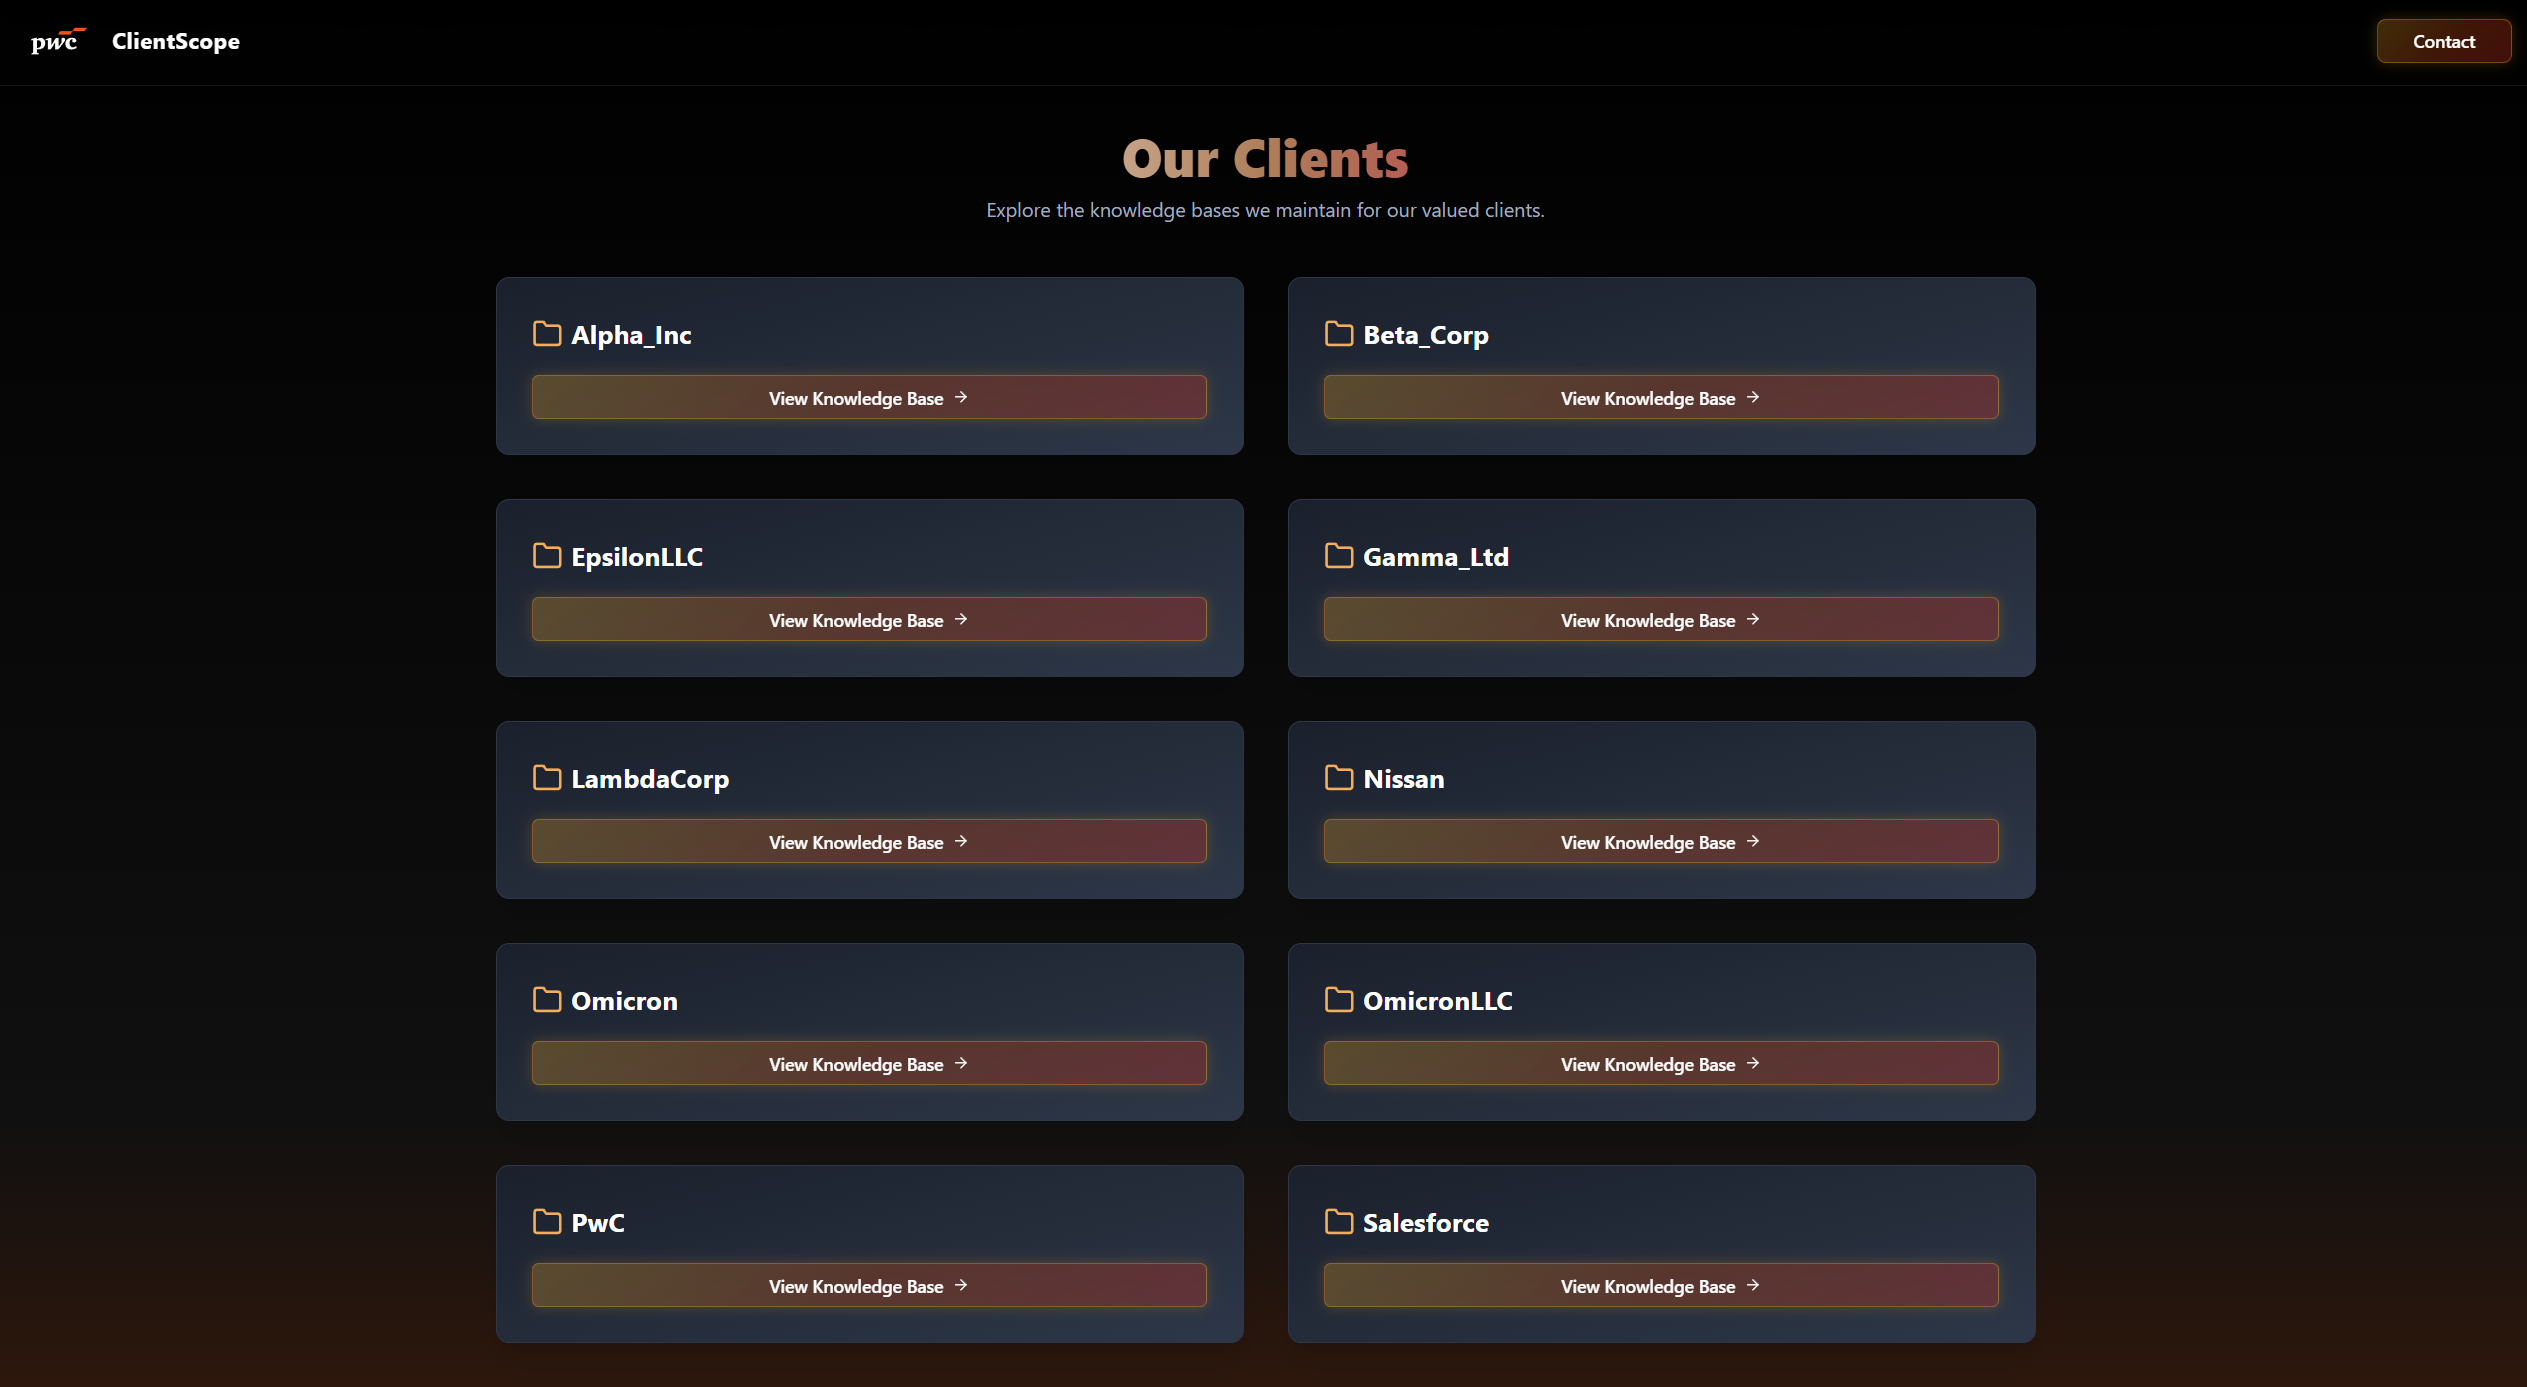 pwc ClientScope Contact
Our Clients
Explore the knowledge bases we maintain for our valued clients.
Alpha_Inc
View Knowledge Base →
Beta_Corp
View Knowledge Base →
EpsilonLLC
View Knowledge Base →
Gamma_Ltd
View Knowledge Base →
LambdaCorp
View Knowledge Base →
Nissan
View Knowledge Base →
Omicron
View Knowledge Base →
OmicronLLC
View Knowledge Base →
PwC
View Knowledge Base →
Salesforce
View Knowledge Base →